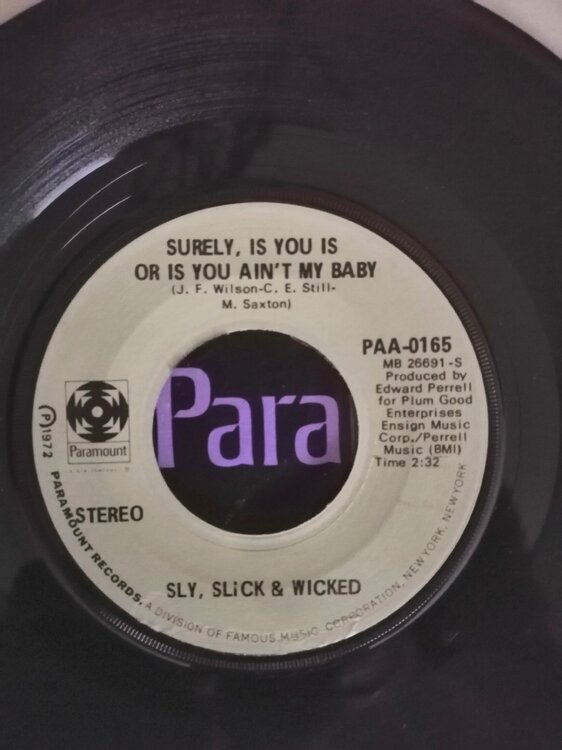 SURELY, IS YOU IS
OR IS YOU AIN'T MY BABY
(J. F. Wilson-C. E. Still-
M. Saxton)
PAA-0165
MB 26691-S
Produced by
Edward Perrell
for Plum Good
Enterprises
Ensign Music
Corp./Perrell
Music (BMI)
Time 2:32
Para
Paramount
STEREO
SLY, SLiCK & WICKED
Ⓟ1972 PARAMOUNT RECORDS, A DIVISION OF FAMOUS MUSIC CORPORATION, NEW YORK, NEW YORK